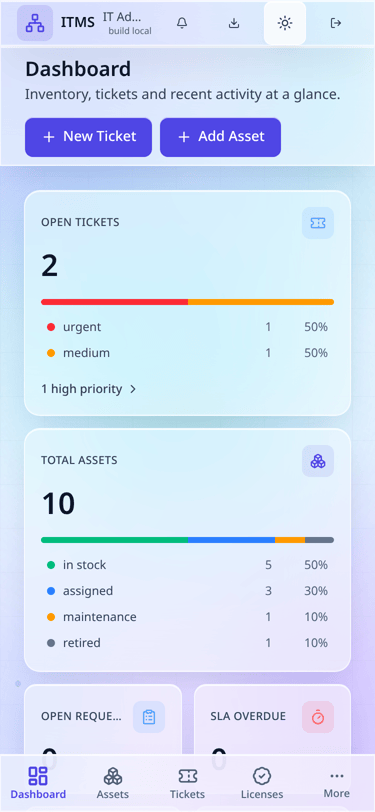 ITMS
IT Ad...
build local
Dashboard
Inventory, tickets and recent activity at a glance.
+ New Ticket
+ Add Asset
OPEN TICKETS
2
urgent 1 50%
medium 1 50%
1 high priority >
TOTAL ASSETS
10
in stock 5 50%
assigned 3 30%
maintenance 1 10%
retired 1 10%
OPEN REQUE...
SLA OVERDUE
0
0
Dashboard
Assets
Tickets
Licenses
More